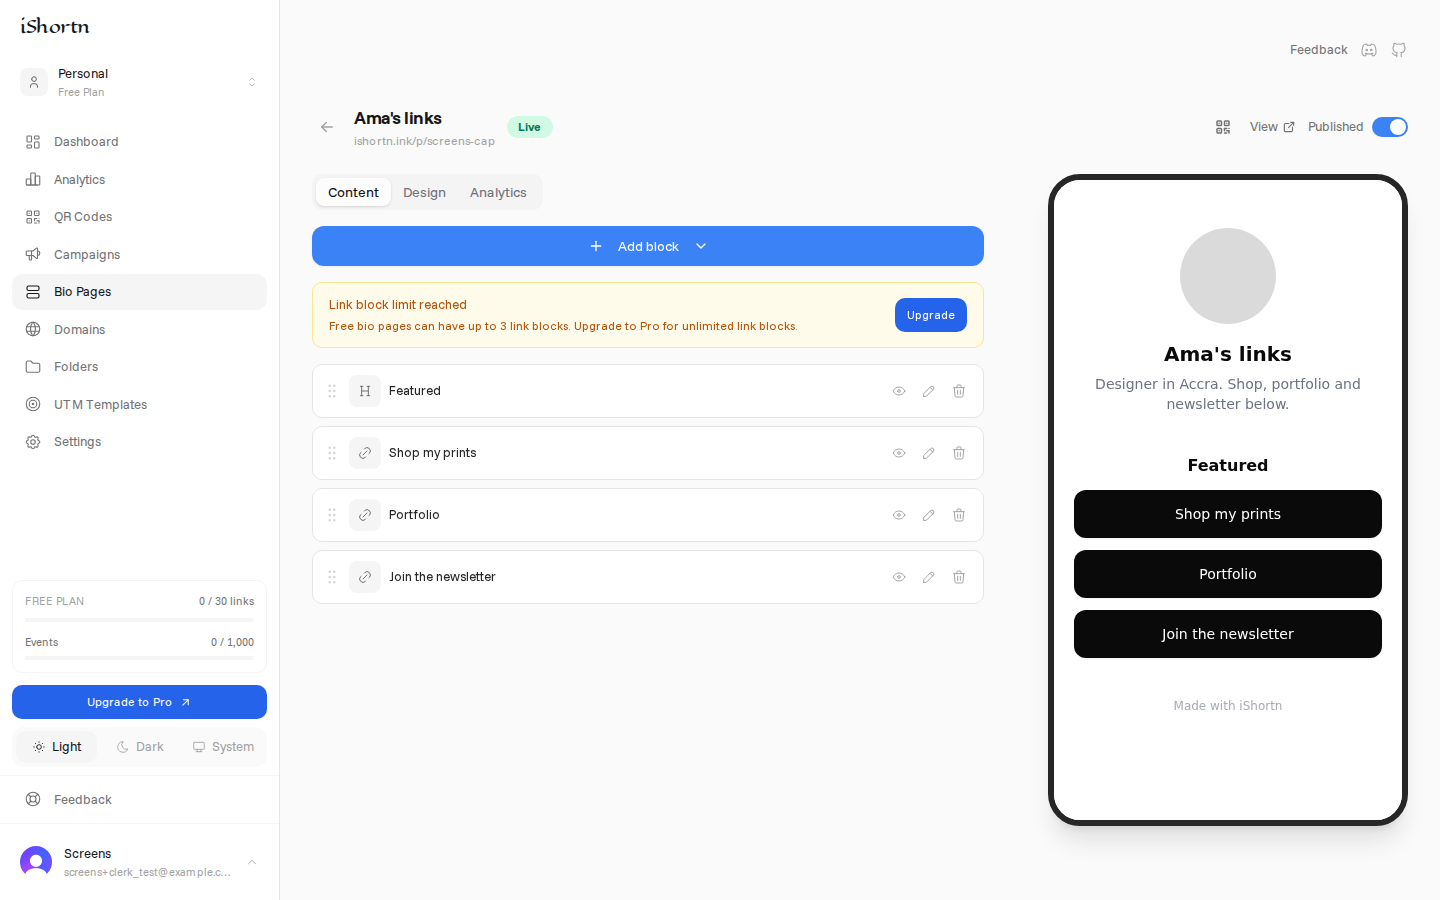 iShortn
Personal
Free Plan
Dashboard
Analytics
QR Codes
Campaigns
Bio Pages
Domains
Folders
UTM Templates
Settings
FREE PLAN 0 / 30 links
Events 0 / 1,000
Upgrade to Pro
Light Dark System
Feedback
Screens
screens+clerk_test@example.c...
Feedback
Ama's links
ishortn.ink/p/screens-cap
Live
View
Published
Content Design Analytics
Add block
Link block limit reached
Free bio pages can have up to 3 link blocks. Upgrade to Pro for unlimited link blocks.
Upgrade
Featured
Shop my prints
Portfolio
Join the newsletter
Ama's links
Designer in Accra. Shop, portfolio and
newsletter below.
Featured
Shop my prints
Portfolio
Join the newsletter
Made with iShortn